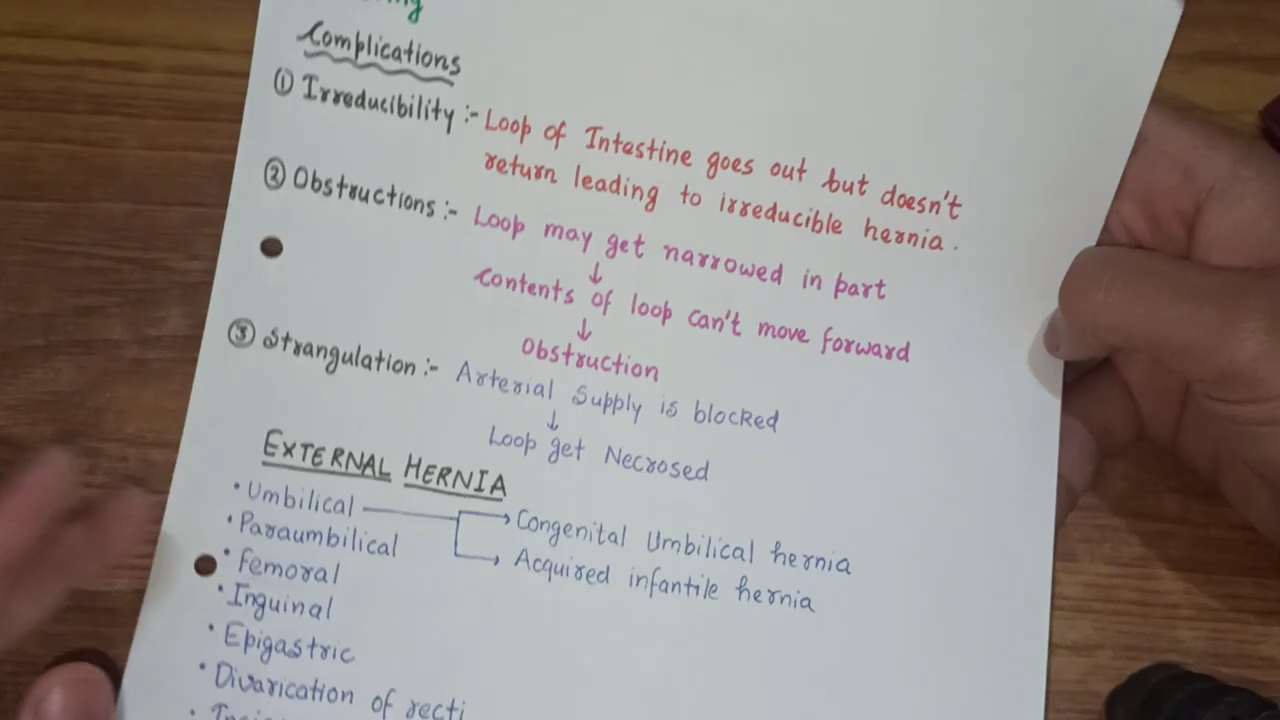 Complications
① Irreducibility :- Loop of Intestine goes out but doesn't
return leading to irreducible hernia.
② Obstructions :- Loop may get narrowed in part
↓
Contents of loop can't move forward
↓
Obstruction
③ Strangulation :- Arterial Supply is blocked
↓
Loop get Necrosed
EXTERNAL HERNIA
• Umbilical → Congenital Umbilical hernia
→ Acquired infantile hernia
• Paraumbilical
• Femoral
• Inguinal
• Epigastric
• Divarication of recti